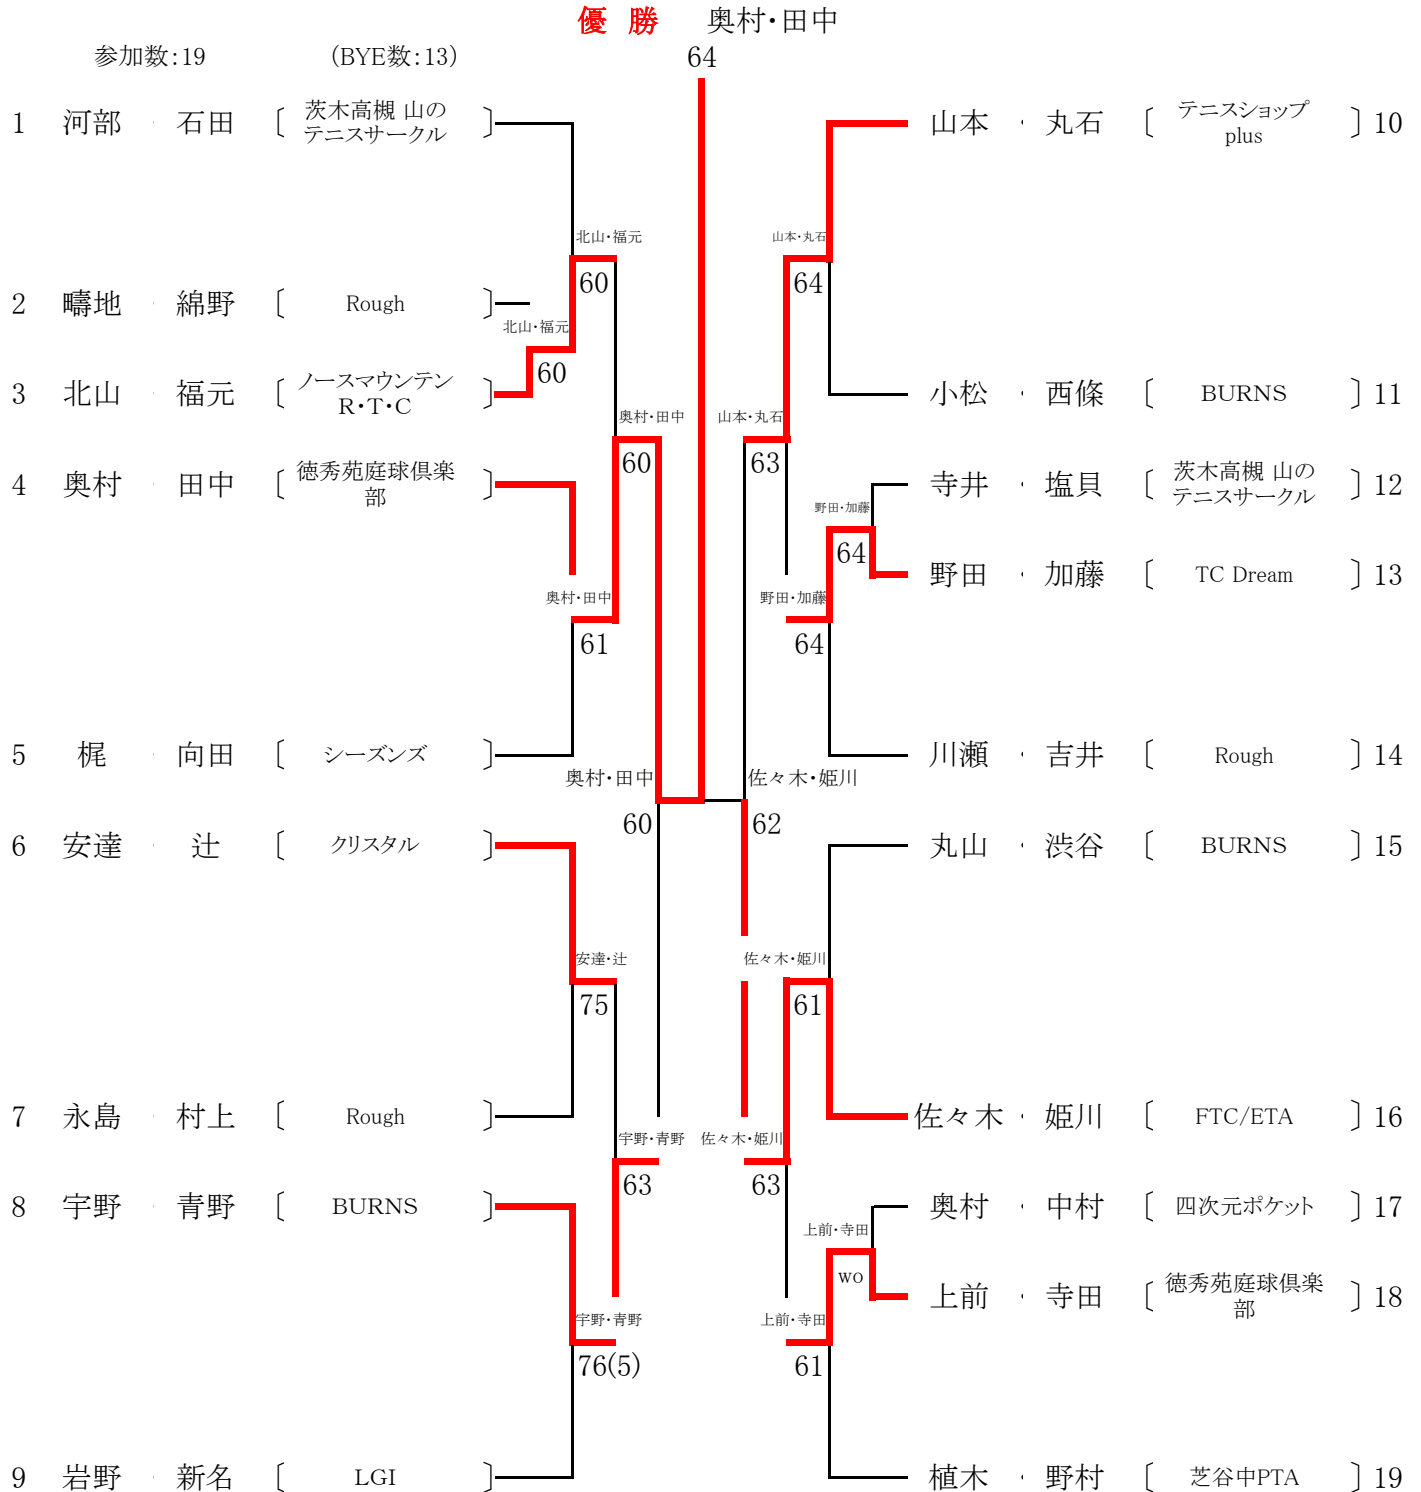 優 勝 奥村・田中
参加数:19 (BYE数:13) 64
1 河部 ・ 石田 〔 茨木高槻 山の
テニスサークル 〕
山本 ・ 丸石 〔 テニスショップ
plus 〕 10
北山・福元
60
山本・丸石
64
2 疇地 ・ 綿野 〔 Rough 〕
北山・福元
60
3 北山 ・ 福元 〔 ノースマウンテン
R・T・C 〕
小松 ・ 西條 〔 BURNS 〕 11
奥村・田中
60
山本・丸石
63
4 奥村 ・ 田中 〔 徳秀苑庭球倶楽
部 〕
寺井 ・ 塩貝 〔 茨木高槻 山の
テニスサークル 〕 12
野田・加藤
64
野田 ・ 加藤 〔 TC Dream 〕 13
奥村・田中
61
野田・加藤
64
5 梶 ・ 向田 〔 シーズンズ 〕
川瀬 ・ 吉井 〔 Rough 〕 14
奥村・田中
60
佐々木・姫川
62
6 安達 ・ 辻 〔 クリスタル 〕
丸山 ・ 渋谷 〔 BURNS 〕 15
安達・辻
75
佐々木・姫川
61
7 永島 ・ 村上 〔 Rough 〕
佐々木 ・ 姫川 〔 FTC/ETA 〕 16
宇野・青野
63
佐々木・姫川
63
8 宇野 ・ 青野 〔 BURNS 〕
奥村 ・ 中村 〔 四次元ポケット 〕 17
上前・寺田
WO
上前 ・ 寺田 〔 徳秀苑庭球倶楽
部 〕 18
宇野・青野
76(5)
上前・寺田
61
9 岩野 ・ 新名 〔 LGI 〕
植木 ・ 野村 〔 芝谷中PTA 〕 19